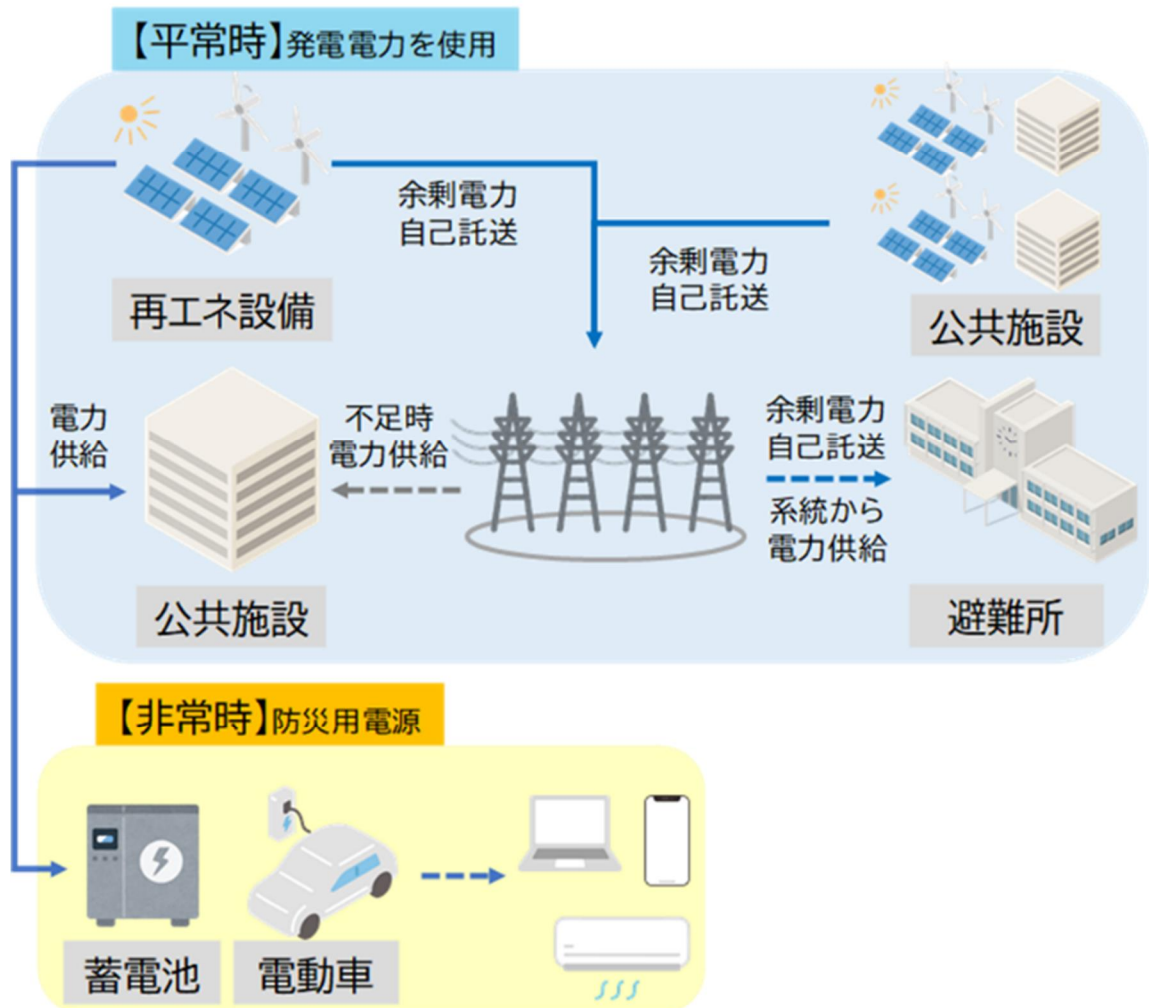 【平常時】発電電力を使用
余剰電力
自己託送
余剰電力
自己託送
再エネ設備
公共施設
電力
供給
不足時
電力供給
余剰電力
自己託送
系統から
電力供給
公共施設
避難所
【非常時】防災用電源
蓄電池
電動車